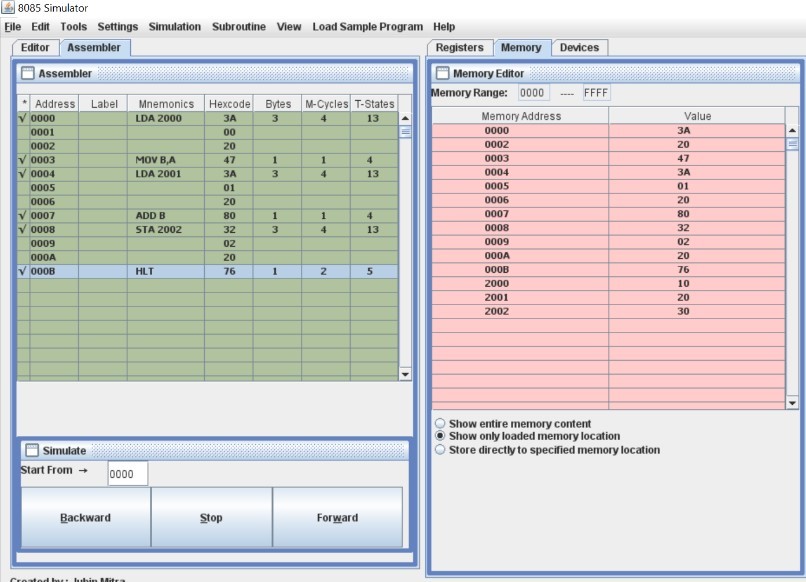 8085 Simulator
File Edit Tools Settings Simulation Subroutine View Load Sample Program Help
Editor Assembler
Assembler
* Address Label Mnemonics Hexcode Bytes M-Cycles T-States
√ 0000 LDA 2000 3A 3 4 13
0001 00
0002 20
√ 0003 MOV B,A 47 1 1 4
√ 0004 LDA 2001 3A 3 4 13
0005 01
0006 20
√ 0007 ADD B 80 1 1 4
√ 0008 STA 2002 32 3 4 13
0009 02
000A 20
√ 000B HLT 76 1 2 5
Simulate
Start From → 0000
Backward Stop Forward
Created by: Jubin Mitra
Registers Memory Devices
Memory Editor
Memory Range: 0000 ---- FFFF
Memory Address Value
0000 3A
0002 20
0003 47
0004 3A
0005 01
0006 20
0007 80
0008 32
0009 02
000A 20
000B 76
2000 10
2001 20
2002 30
Show entire memory content
Show only loaded memory location
Store directly to specified memory location